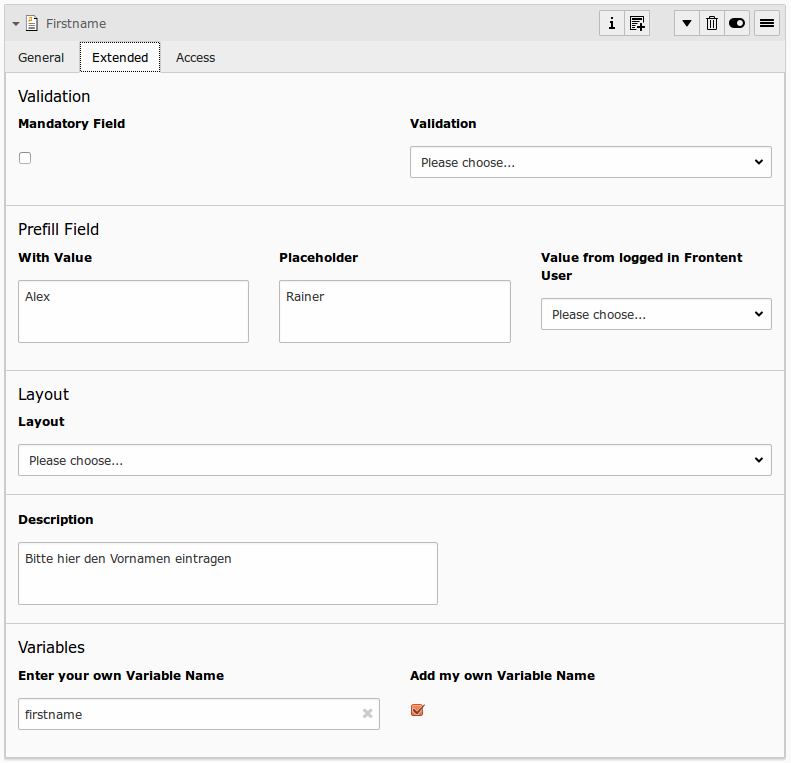 Firstname
General Extended Access
Validation
Mandatory Field Validation
Please choose...
Prefill Field
With Value Placeholder Value from logged in Frontent
User
Alex Rainer
Please choose...
Layout
Layout
Please choose...
Description
Bitte hier den Vornamen eintragen
Variables
Enter your own Variable Name Add my own Variable Name
firstname